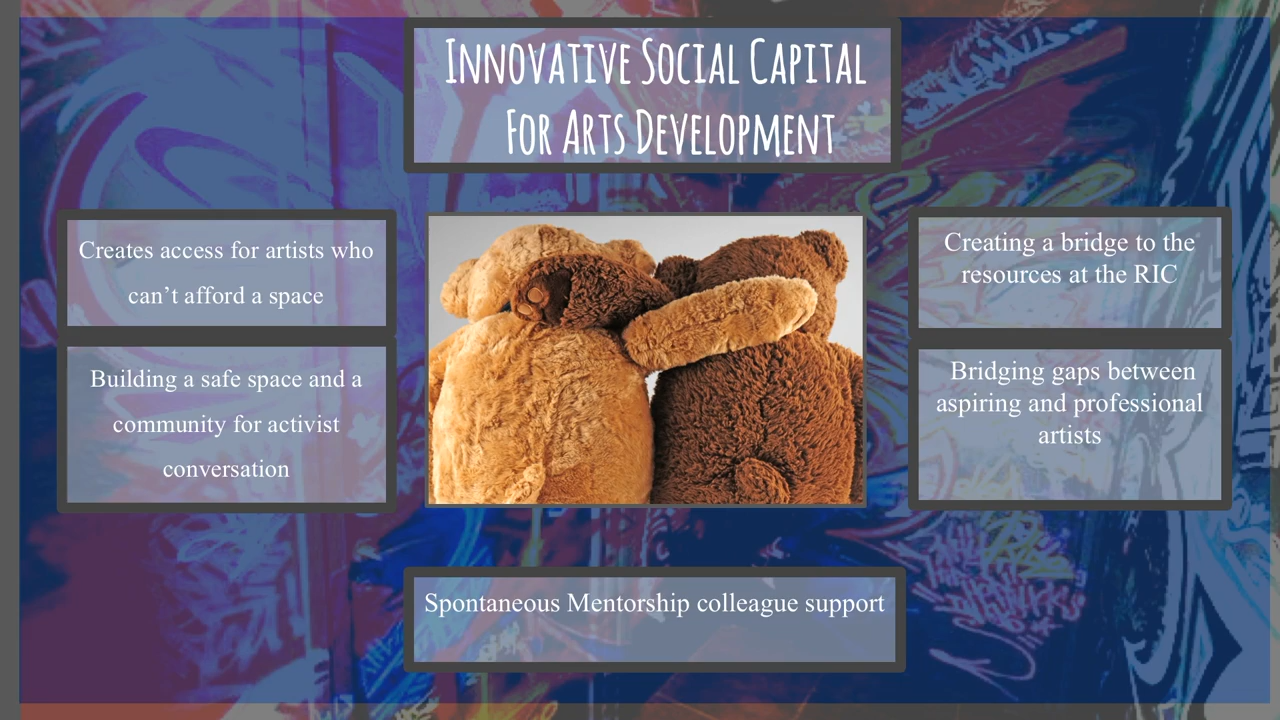 Innovative Social Capital
For Arts Development
Creates access for artists who
can’t afford a space
Building a safe space and a
community for activist
conversation
Creating a bridge to the
resources at the RIC
Bridging gaps between
aspiring and professional
artists
Spontaneous Mentorship colleague support